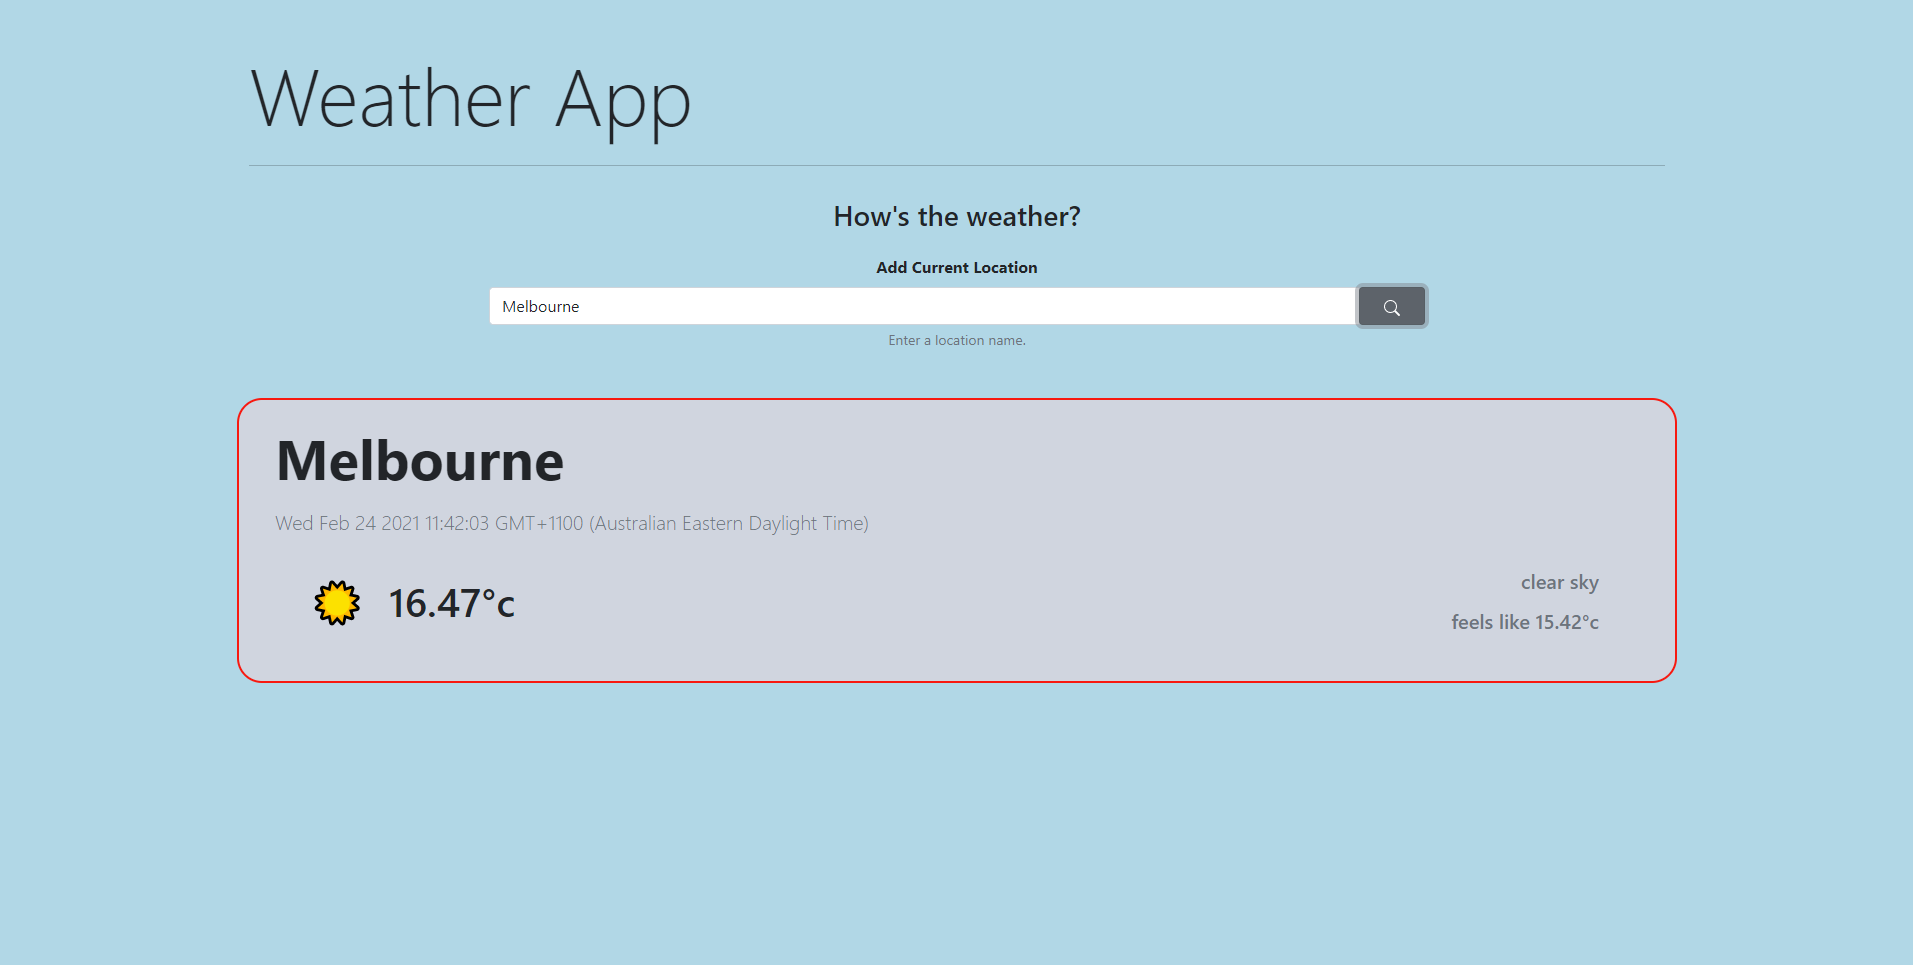 Weather App
How's the weather?
Add Current Location
Melbourne
Enter a location name.
Melbourne
Wed Feb 24 2021 11:42:03 GMT+1100 (Australian Eastern Daylight Time)
16.47°c
clear sky
feels like 15.42°c